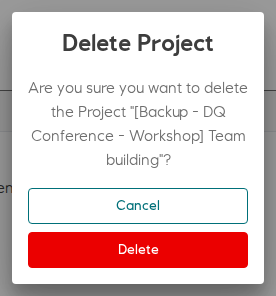 Delete Project
Are you sure you want to delete
the Project "[Backup - DQ
Conference - Workshop] Team
building"?
en
Cancel
Delete